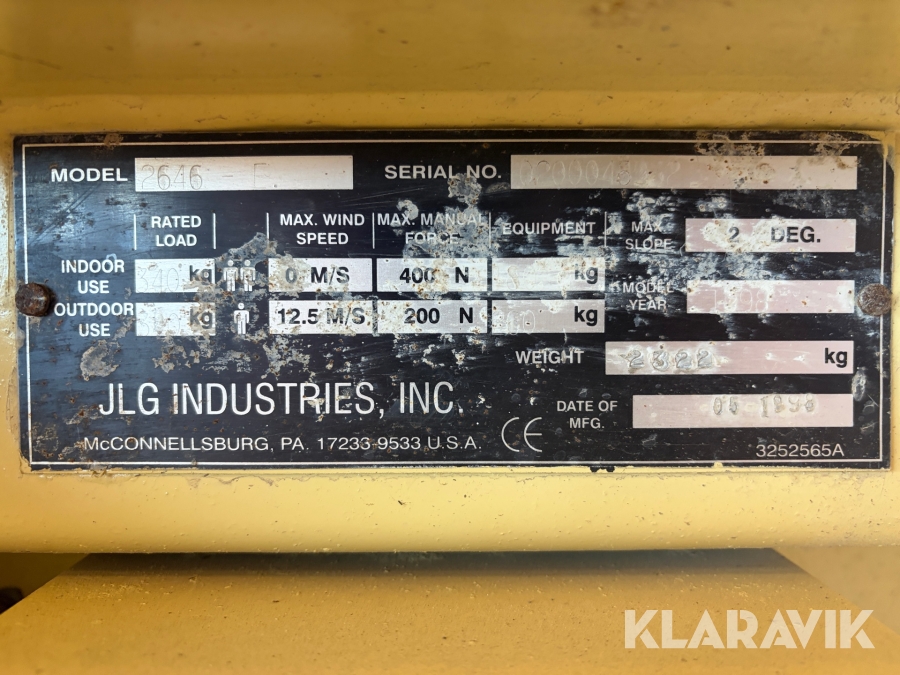 MODEL 2646 - E SERIAL NO.
RATED LOAD MAX. WIND SPEED MAX. MANUAL FORCE EQUIPMENT MAX. SLOPE 2 DEG.
INDOOR USE kg 0 M/S 400 N kg MODEL YEAR
OUTDOOR USE kg 12.5 M/S 200 N kg
WEIGHT 2322 kg
JLG INDUSTRIES, INC. CE DATE OF MFG.
McCONNELLSBURG, PA. 17233-9533 U.S.A. 3252565A
KLARAVIK